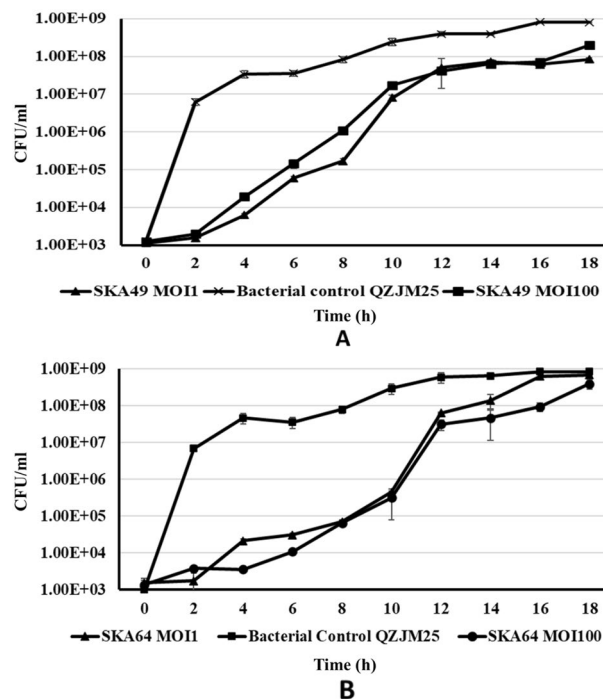 1.00E+09
1.00E+08
1.00E+07
CFU/ml
1.00E+06
1.00E+05
1.00E+04
1.00E+03
0 2 4 6 8 10 12 14 16 18
SKA49 MOI1 Bacterial control QZJM25 SKA49 MOI100
Time (h)
A
1.00E+09
1.00E+08
1.00E+07
CFU/ml
1.00E+06
1.00E+05
1.00E+04
1.00E+03
0 2 4 6 8 10 12 14 16 18
SKA64 MOI1 Bacterial Control QZJM25 SKA64 MOI100
Time (h)
B